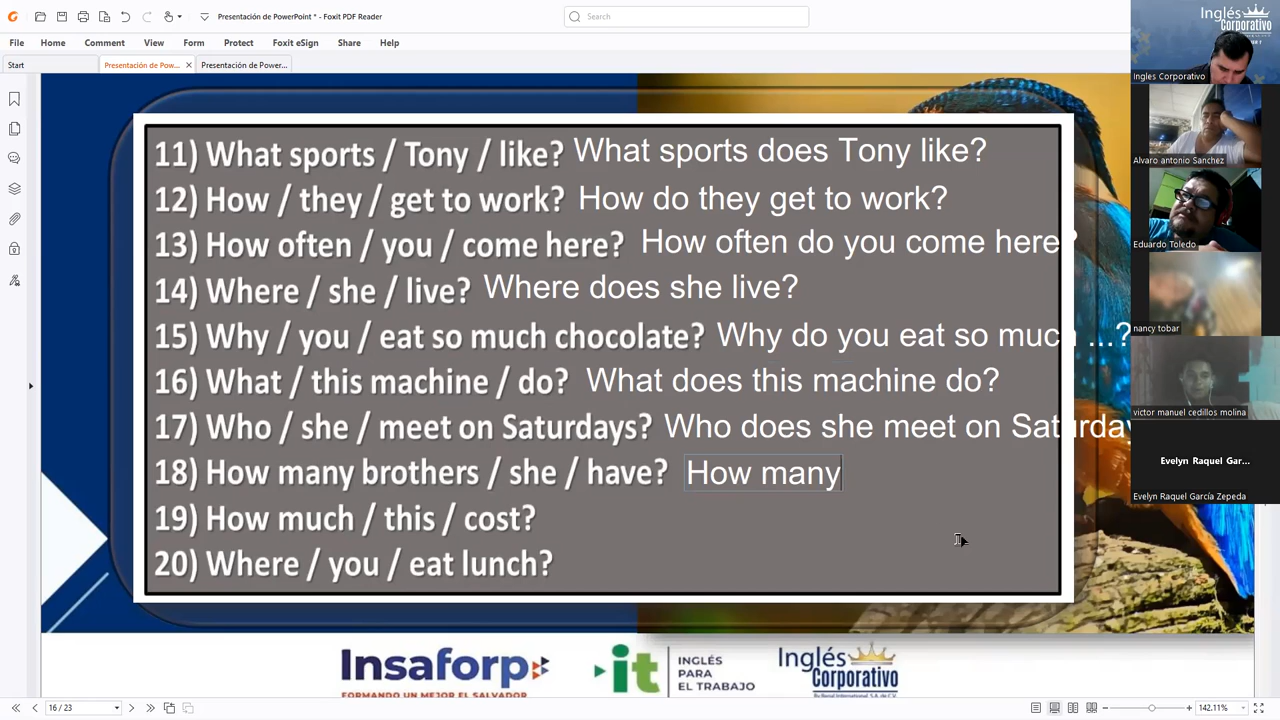 Presentación de PowerPoint * - Foxit PDF Reader
Search
File Home Comment View Form Protect Foxit eSign Share Help
Start Presentación de Pow... Presentación de Power...
11) What sports / Tony / like? What sports does Tony like?
12) How / they / get to work? How do they get to work?
13) How often / you / come here? How often do you come here?
14) Where / she / live? Where does she live?
15) Why / you / eat so much chocolate? Why do you eat so much ...?
16) What / this machine / do? What does this machine do?
17) Who / she / meet on Saturdays? Who does she meet on Saturday
18) How many brothers / she / have? How many
19) How much / this / cost?
20) Where / you / eat lunch?
Insaforp
FORMANDO UN MEJOR EL SALVADOR
it
INGLÉS
PARA
EL TRABAJO
Inglés
Corporativo
16 / 23
142.11%
Inglés
Corporativo
Ingles Corporativo
Alvaro antonio Sanchez
Eduardo Toledo
nancy tobar
victor manuel cedillos molina
Evelyn Raquel Gar...
Evelyn Raquel García Zepeda